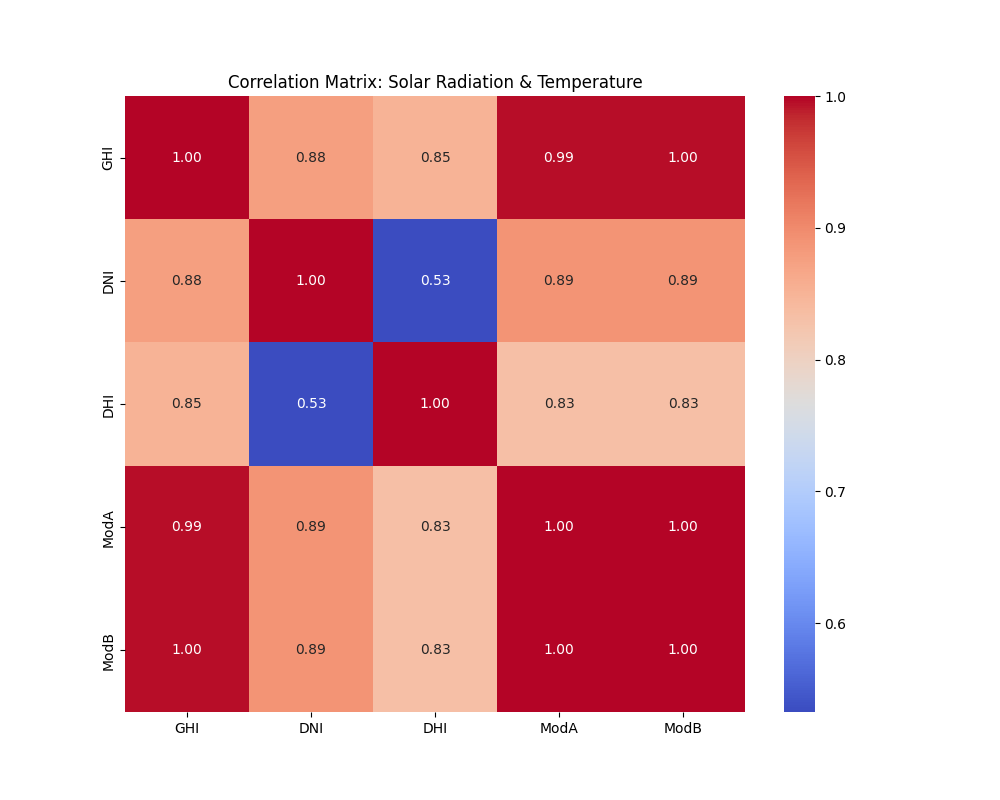 Correlation Matrix: Solar Radiation & Temperature
GHI 1.00 0.88 0.85 0.99 1.00
DNI 0.88 1.00 0.53 0.89 0.89
DHI 0.85 0.53 1.00 0.83 0.83
ModA 0.99 0.89 0.83 1.00 1.00
ModB 1.00 0.89 0.83 1.00 1.00
GHI DNI DHI ModA ModB
1.0
0.9
0.8
0.7
0.6